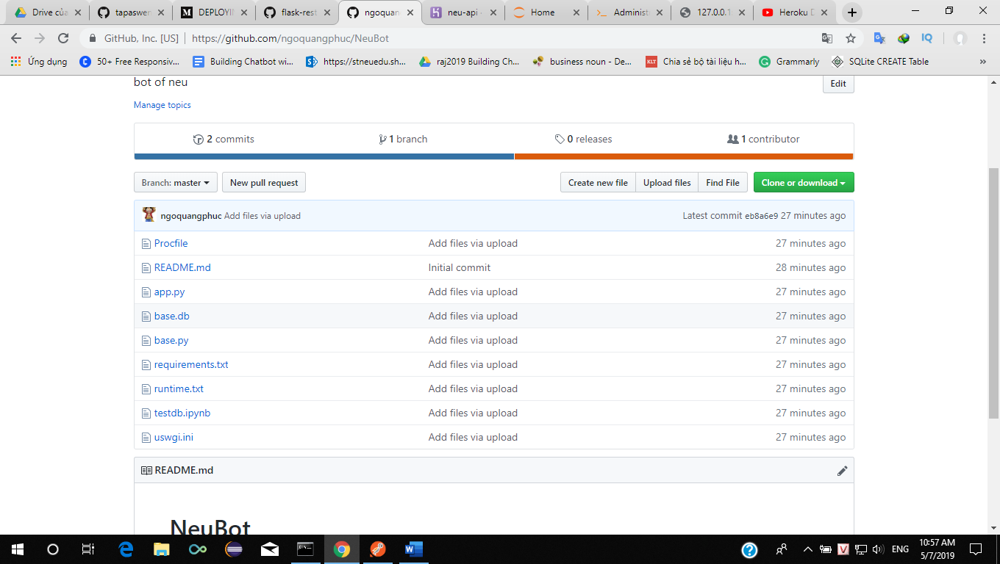 Drive của
tapaswen
DEPLOYI
flask-rest
ngoquan
neu-api
Home
Administ
127.0.0.1
Heroku D
GitHub, Inc. [US] | https://github.com/ngoquangphuc/NeuBot
Ứng dụng
50+ Free Responsiv...
Building Chatbot wi...
https://stneuedu.sh...
raj2019 Building Ch...
business noun - De...
Chia sẻ bộ tài liệu h...
Grammarly
SQLite CREATE Table
»
bot of neu
Edit
Manage topics
2 commits
1 branch
0 releases
1 contributor
Branch: master
New pull request
Create new file
Upload files
Find File
Clone or download
ngoquangphuc Add files via upload
Latest commit eb8a6e9 27 minutes ago
Procfile Add files via upload 27 minutes ago
README.md Initial commit 28 minutes ago
app.py Add files via upload 27 minutes ago
base.db Add files via upload 27 minutes ago
base.py Add files via upload 27 minutes ago
requirements.txt Add files via upload 27 minutes ago
runtime.txt Add files via upload 27 minutes ago
testdb.ipynb Add files via upload 27 minutes ago
uswgi.ini Add files via upload 27 minutes ago
README.md
NeuBot
ENG
10:57 AM
5/7/2019